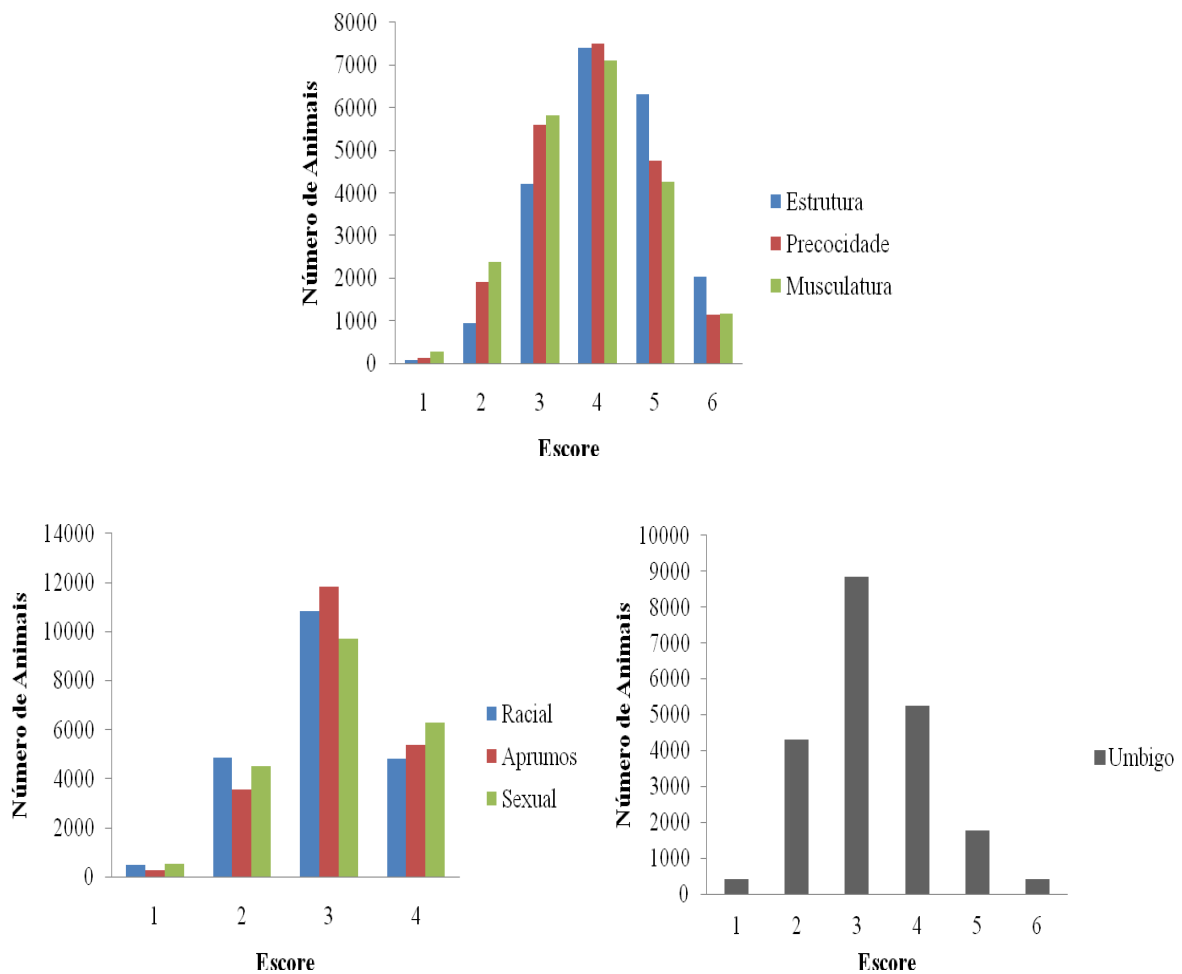 Número de Animais
8000
7000
6000
5000
4000
3000
2000
1000
0
1 2 3 4 5 6
Escore
Estrutura
Precocidade
Musculatura
Número de Animais
14000
12000
10000
8000
6000
4000
2000
0
1 2 3 4
Escore
Racial
Aprumos
Sexual
Número de Animais
10000
9000
8000
7000
6000
5000
4000
3000
2000
1000
0
1 2 3 4 5 6
Escore
Umbigo